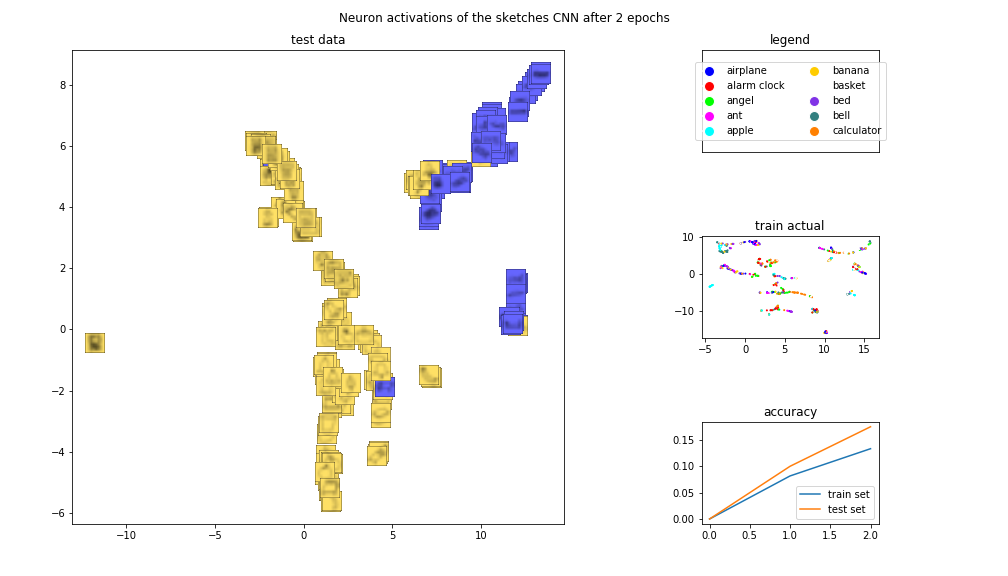 Neuron activations of the sketches CNN after 2 epochs
test data
8
6
4
2
0
−2
−4
−6
−10
−5
0
5
10
legend
airplane
alarm clock
angel
ant
apple
banana
basket
bed
bell
calculator
train actual
10
0
−10
−5
0
5
10
15
accuracy
0.15
0.10
0.05
0.00
0.0
0.5
1.0
1.5
2.0
train set
test set